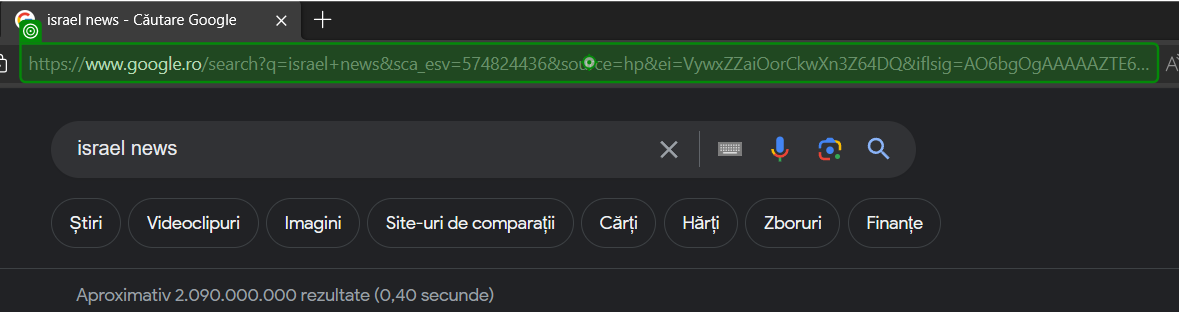 israel news - Căutare Google
https://www.google.ro/search?q=israel+news&sca_esv=574824436&source=hp&ei=VywxZZaiOorCkwXn3Z64DQ&iflsig=AO6bgOgAAAAAZTE6...
israel news
Știri Videoclipuri Imagini Site-uri de comparații Cărți Hărți Zboruri Finanțe
Aproximativ 2.090.000.000 rezultate (0,40 secunde)